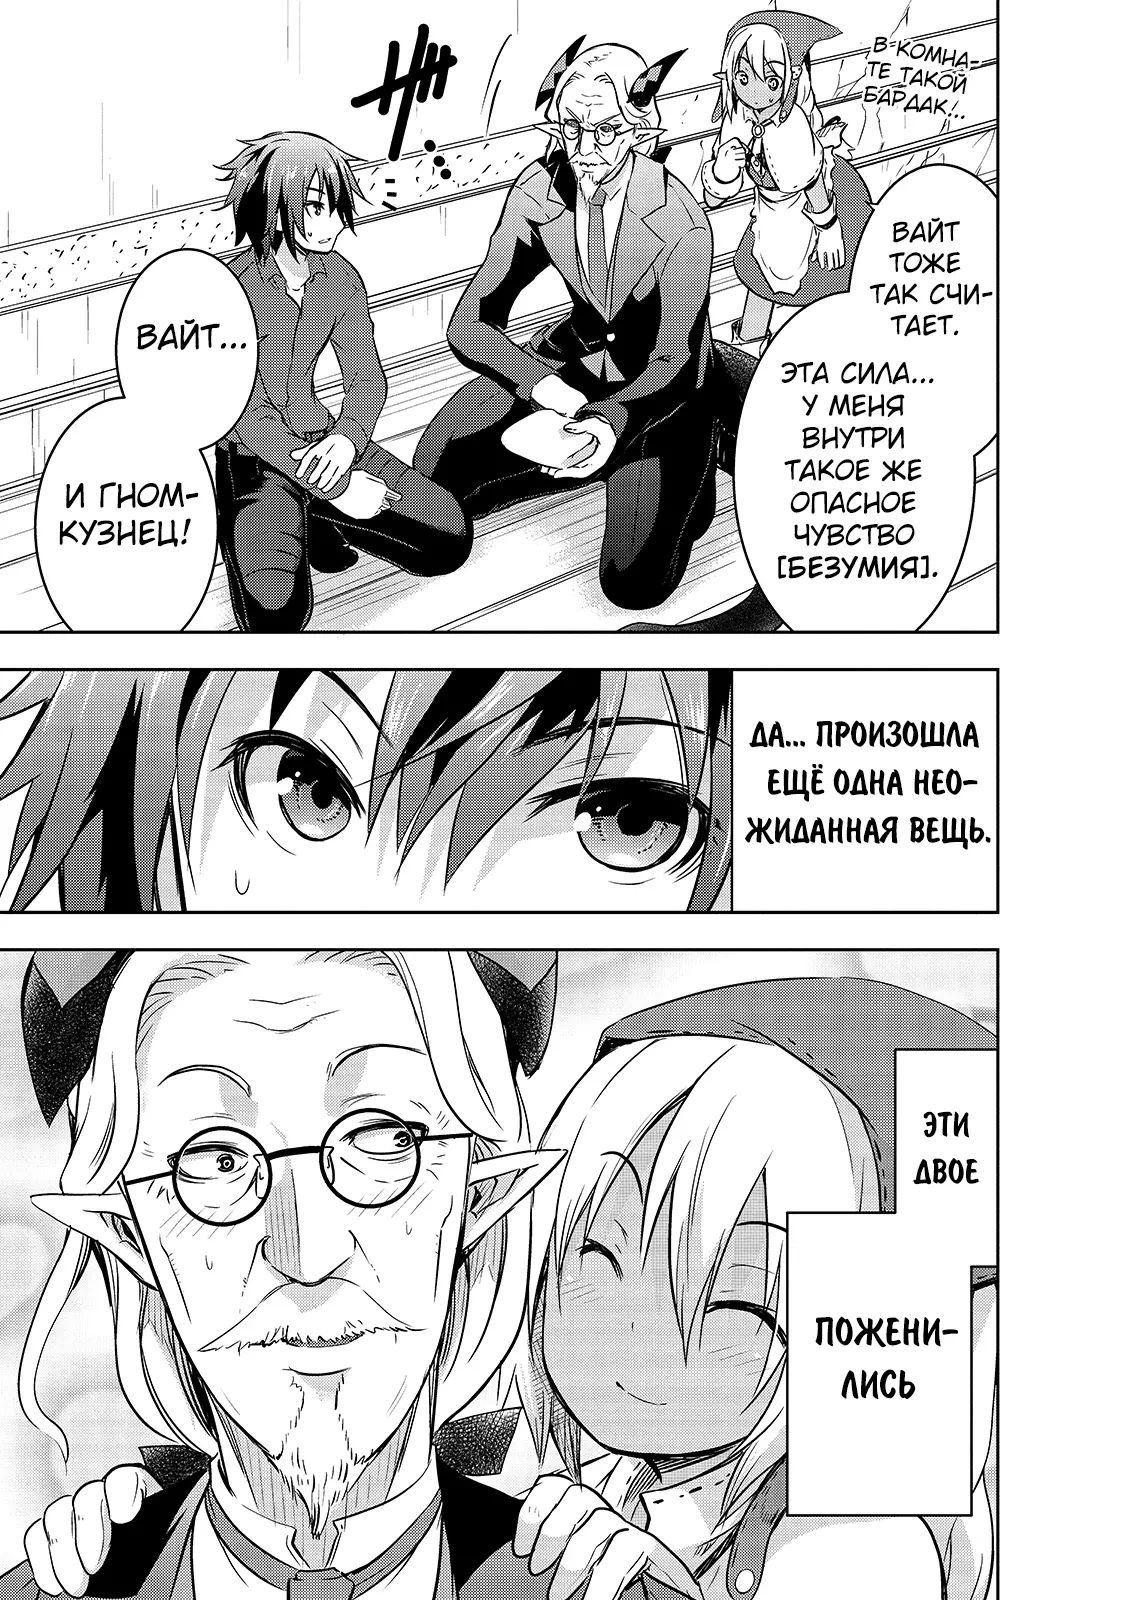 В КОМНА-
ТЕ ТАКОЙ
БАРДАК!...
ВАЙТ
ТОЖЕ
ТАК СЧИ-
ТАЕТ.
ЭТА СИЛА...
У МЕНЯ
ВНУТРИ
ТАКОЕ ЖЕ
ОПАСНОЕ
ЧУВСТВО
[БЕЗУМИЯ].
ВАЙТ...
И ГНОМ-
КУЗНЕЦ!
ДА... ПРОИЗОШЛА
ЕЩЁ ОДНА НЕО-
ЖИДАННАЯ ВЕЩЬ.
ЭТИ
ДВОЕ
ПОЖЕНИ-
ЛИСЬ